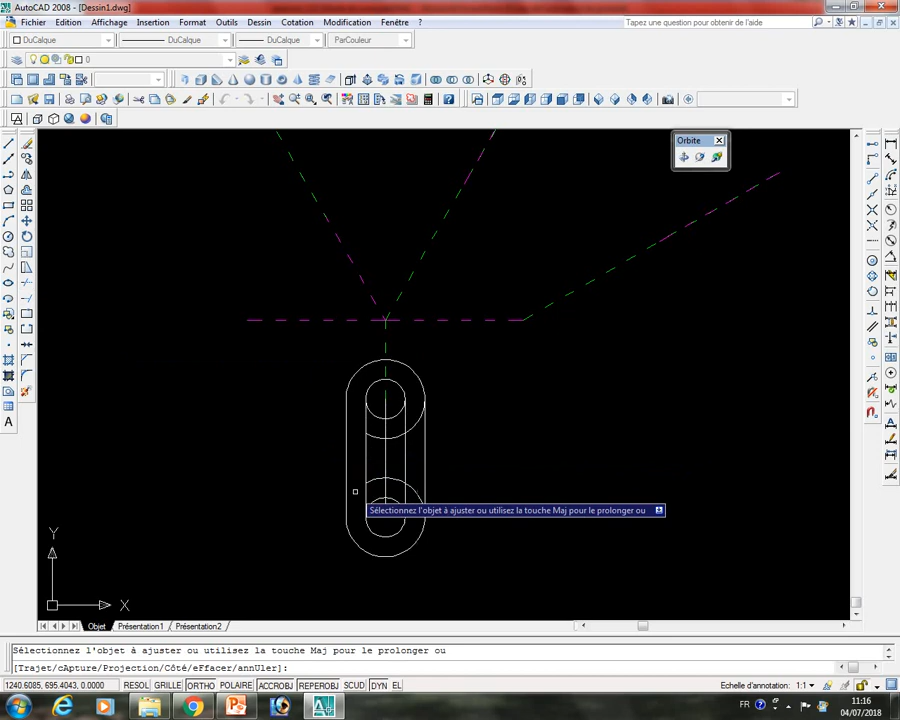 AutoCAD 2008 - [Dessin1.dwg]
Fichier Edition Affichage Insertion Format Outils Dessin Cotation Modification Fenêtre ?
Tapez une question pour obtenir de l'aide
DuCalque DuCalque DuCalque ParCouleur
0
Orbite
A
Sélectionnez l'objet à ajuster ou utilisez la touche Maj pour le prolonger ou
Y
X
Objet Présentation1 Présentation2
Sélectionnez l'objet à ajuster ou utilisez la touche Maj pour le prolonger ou
[Trajet/cApture/Projection/Côté/eFfacer/annUler]:
1240.6085, 695.4043, 0.0000 RESOL GRILLE ORTHO POLAIRE ACCROBJ REPEROBJ SCUD DYN EL Echelle d'annotation: 1:1
FR 11:16
04/07/2018